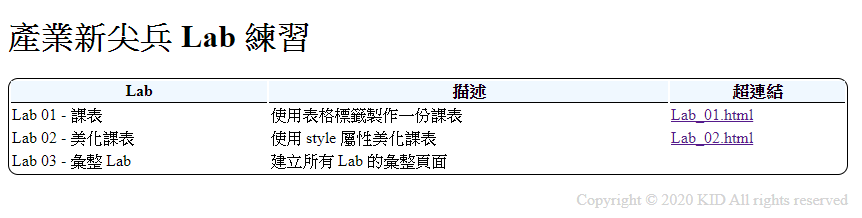 產業新尖兵 Lab 練習
Lab 描述 超連結
Lab 01 - 課表 使用表格標籤製作一份課表 Lab_01.html
Lab 02 - 美化課表 使用 style 屬性美化課表 Lab_02.html
Lab 03 - 彙整 Lab 建立所有 Lab 的彙整頁面
Copyright © 2020 KID All rights reserved